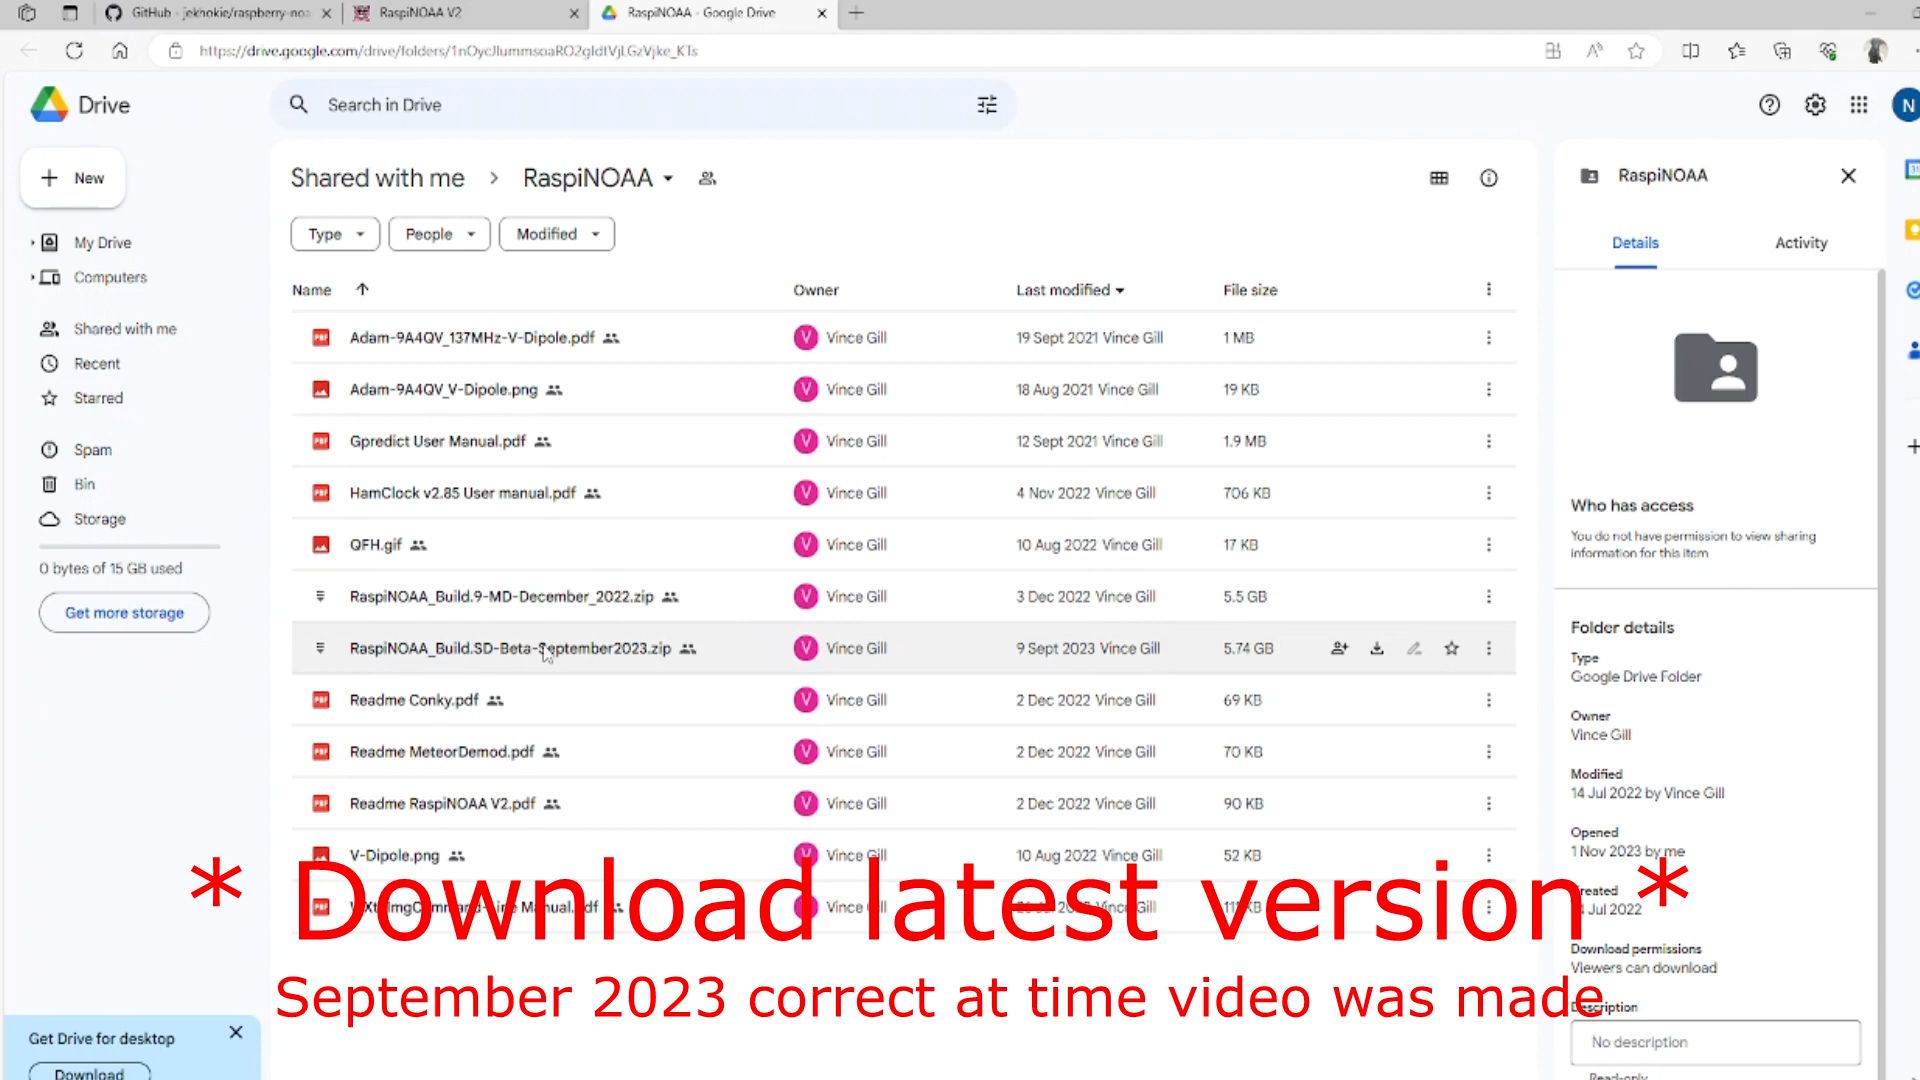 GitHub - jekhokie/raspberry-noa
RaspiNOAA V2
RaspiNOAA - Google Drive
https://drive.google.com/drive/folders/1nOycJlummsoaRO2gldtVjLGzVjke_KTs
Drive
Search in Drive
N
New
My Drive
Computers
Shared with me
Recent
Starred
Spam
Bin
Storage
0 bytes of 15 GB used
Get more storage
Get Drive for desktop
Download
Shared with me > RaspiNOAA
Type People Modified
Name Owner Last modified File size
Adam-9A4QV_137MHz-V-Dipole.pdf V Vince Gill 19 Sept 2021 Vince Gill 1 MB
Adam-9A4QV_V-Dipole.png V Vince Gill 18 Aug 2021 Vince Gill 19 KB
Gpredict User Manual.pdf V Vince Gill 12 Sept 2021 Vince Gill 1.9 MB
HamClock v2.85 User manual.pdf V Vince Gill 4 Nov 2022 Vince Gill 706 KB
QFH.gif V Vince Gill 10 Aug 2022 Vince Gill 17 KB
RaspiNOAA_Build.9-MD-December_2022.zip V Vince Gill 3 Dec 2022 Vince Gill 5.5 GB
RaspiNOAA_Build.SD-Beta-September2023.zip V Vince Gill 9 Sept 2023 Vince Gill 5.74 GB
Readme Conky.pdf V Vince Gill 2 Dec 2022 Vince Gill 69 KB
Readme MeteorDemod.pdf V Vince Gill 2 Dec 2022 Vince Gill 70 KB
Readme RaspiNOAA V2.pdf V Vince Gill 2 Dec 2022 Vince Gill 90 KB
V-Dipole.png V Vince Gill 10 Aug 2022 Vince Gill 52 KB
Manual.pdf Vince Gill Vince Gill
* Download latest version *
September 2023 correct at time video was made
RaspiNOAA
Details Activity
Who has access
You do not have permission to view sharing
information for this item
Folder details
Type
Google Drive Folder
Owner
Vince Gill
Modified
14 Jul 2022 by Vince Gill
Opened
1 Nov 2023 by me
Created
Jul 2022
Download permissions
Viewers can download
Description
No description
Read-only